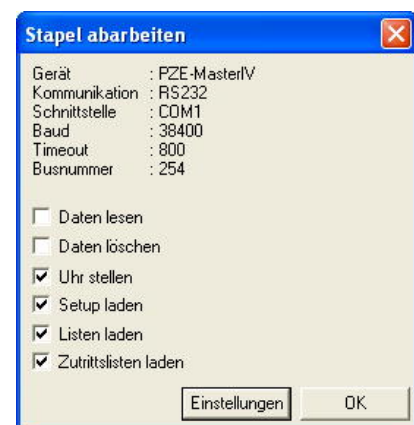 Stapel abarbeiten
Gerät : PZE-MasterIV
Kommunikation : RS232
Schnittstelle : COM1
Baud : 38400
Timeout : 800
Busnummer : 254
Daten lesen
Daten löschen
Uhr stellen
Setup laden
Listen laden
Zutrittslisten laden
Einstellungen OK